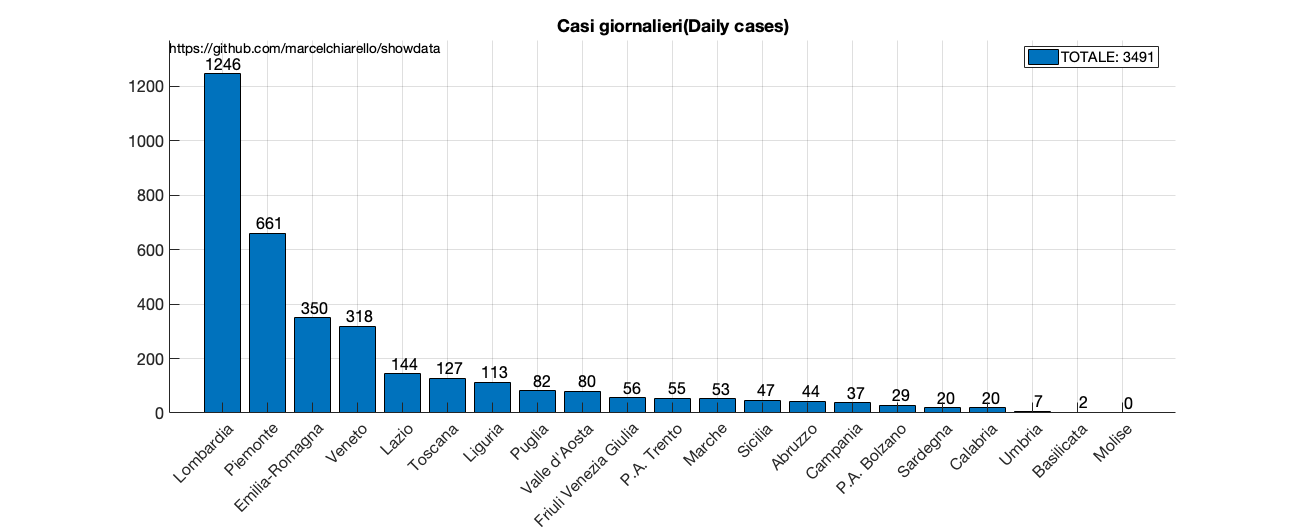 Casi giornalieri(Daily cases)
https://github.com/marcelchiarello/showdata
TOTALE: 3491
1246
661
350
318
144
127
113
82
80
56
55
53
47
44
37
29
20
20
7
2
0
1200
1000
800
600
400
200
0
Lombardia
Piemonte
Emilia-Romagna
Veneto
Lazio
Toscana
Liguria
Puglia
Valle d'Aosta
Friuli Venezia Giulia
P.A. Trento
Marche
Sicilia
Abruzzo
Campania
P.A. Bolzano
Sardegna
Calabria
Umbria
Basilicata
Molise